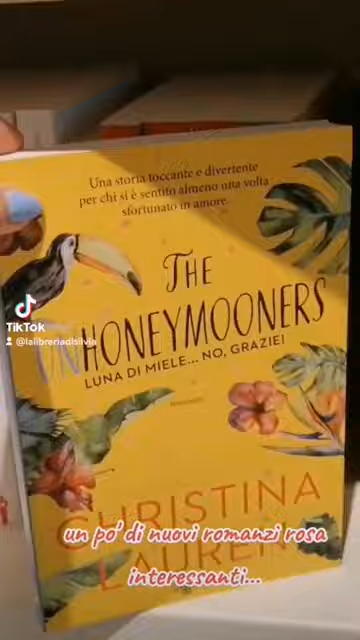 Una storia toccante e divertente
per chi si è sentito almeno una volta
sfortunato in amore.
THE
UNHONEYMOONERS
LUNA DI MIELE... NO, GRAZIE!
TikTok
@lalibreriadisilvia
ROMANZO
CHRISTINA
LAUREN
un po' di nuovi romanzi rosa
interessanti...